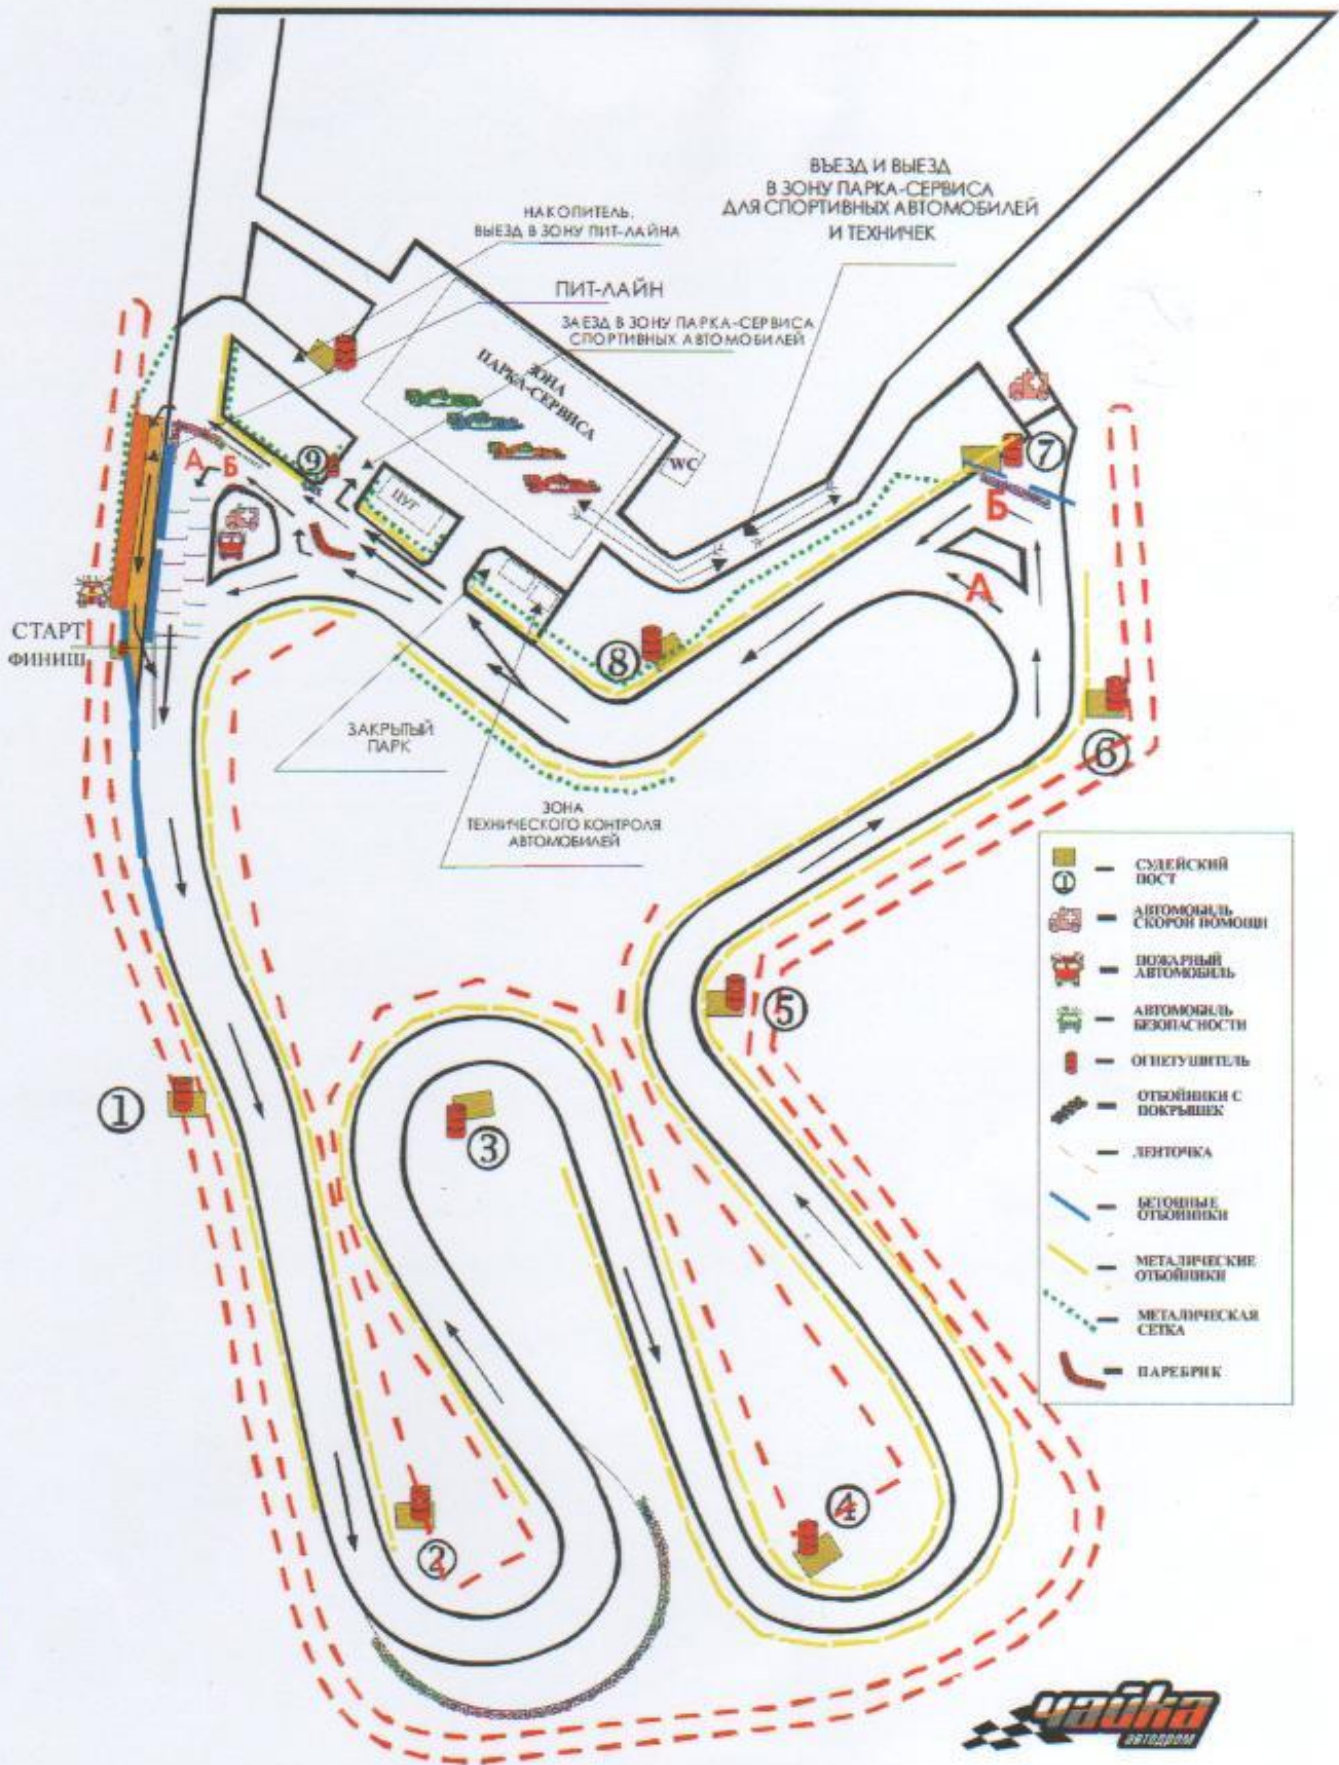 ВЪЕЗД И ВЫЕЗД
В ЗОНУ ПАРКА-СЕРВИСА
ДЛЯ СПОРТИВНЫХ АВТОМОБИЛЕЙ
И ТЕХНИЧЕК
НАКОПИТЕЛЬ.
ВЫЕЗД В ЗОНУ ПИТ-ЛАЙНА
ПИТ-ЛАЙН
ЗАЕЗД В ЗОНУ ПАРКА-СЕРВИСА
СПОРТИВНЫХ АВТОМОБИЛЕЙ
ЗОНА
ПАРКА-СЕРВИСА
WC
7
9
А
Б
ЦУГ
Б
А
СТАРТ
ФИНИШ
8
6
ЗАКРЫТЫЙ
ПАРК
ЗОНА
ТЕХНИЧЕСКОГО КОНТРОЛЯ
АВТОМОБИЛЕЙ
5
1
3
4
2
1
СУДЕЙСКИЙ
ПОСТ
АВТОМОБИЛЬ
СКОРОЙ ПОМОЩИ
ПОЖАРНЫЙ
АВТОМОБИЛЬ
АВТОМОБИЛЬ
БЕЗОПАСНОСТИ
ОГНЕТУШИТЕЛЬ
ОТБОЙНИКИ С
ПОКРЫШЕК
ЛЕНТОЧКА
БЕТОННЫЕ
ОТБОЙНИКИ
МЕТАЛИЧЕСКИЕ
ОТБОЙНИКИ
МЕТАЛИЧЕСКАЯ
СЕТКА
ПАРЕБРИК
чайка
автодром